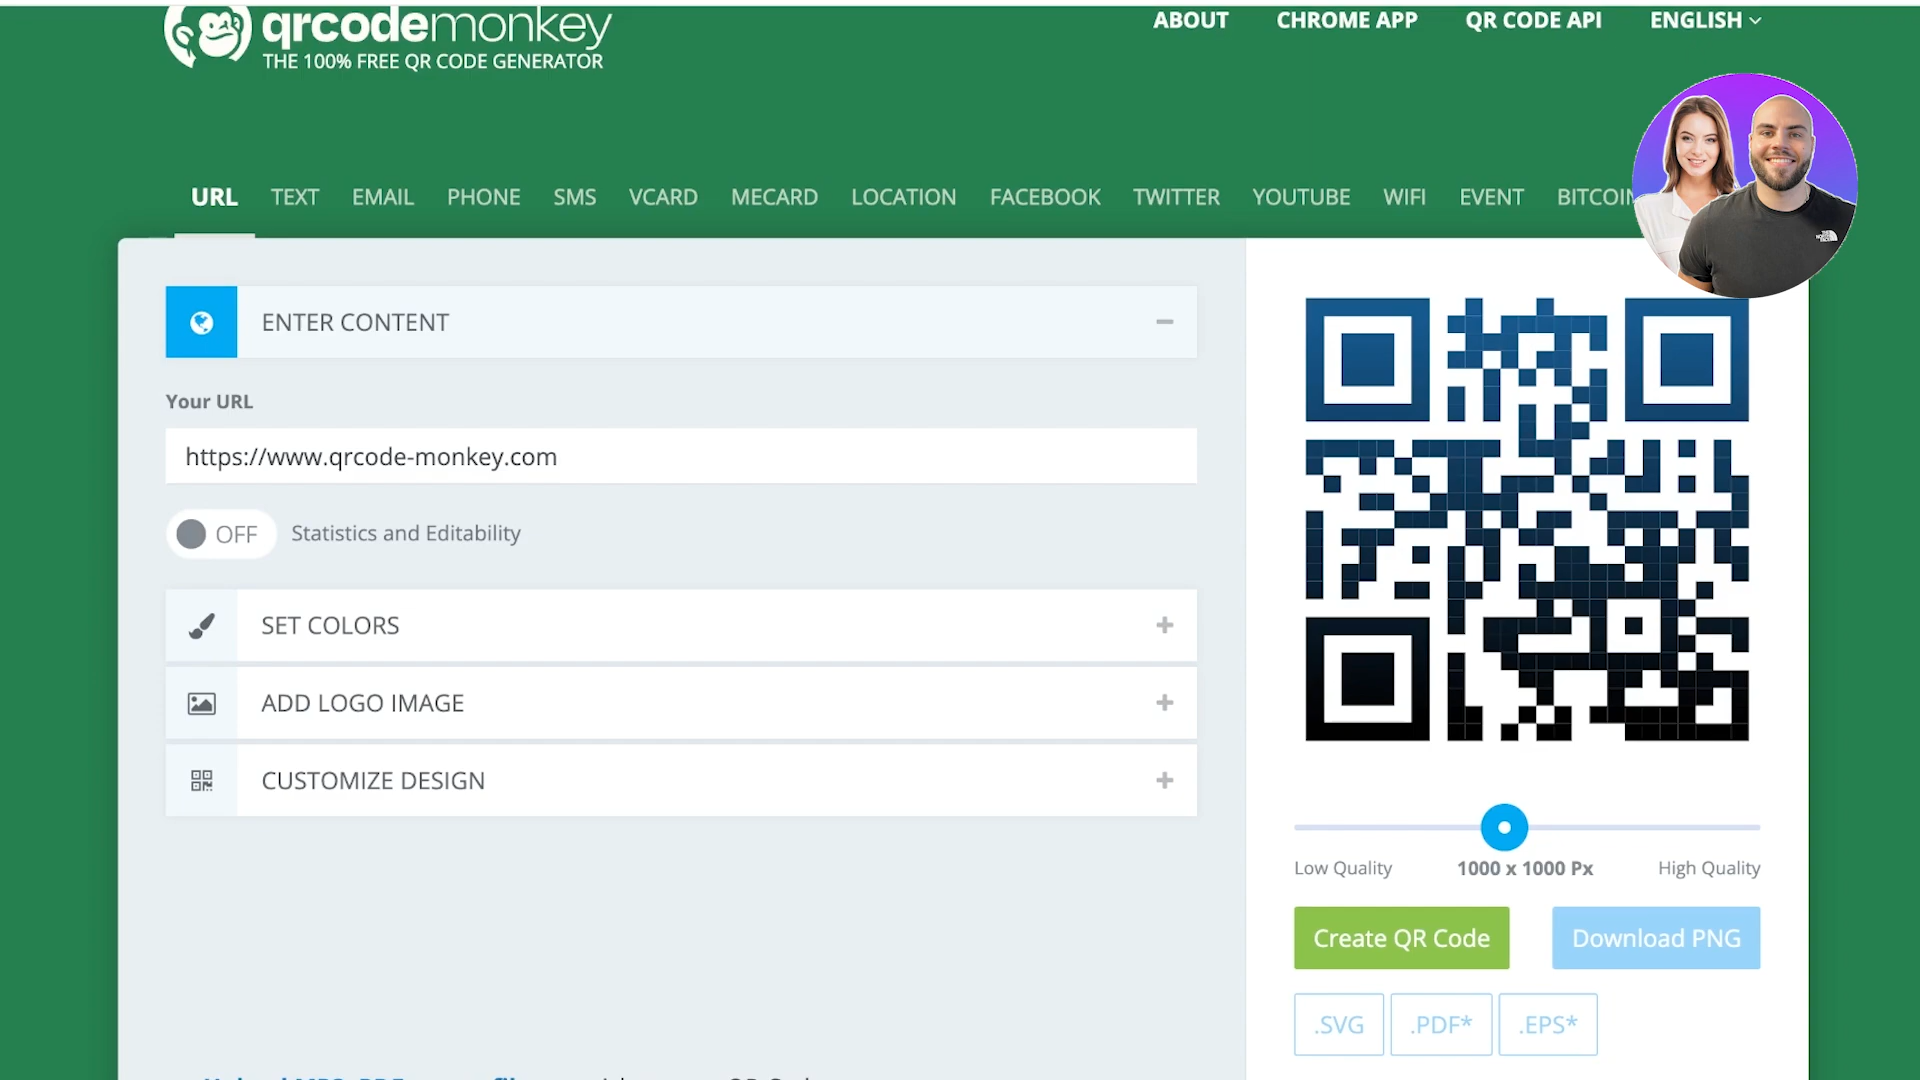 qrcodemonkey
THE 100% FREE QR CODE GENERATOR
ABOUT CHROME APP QR CODE API ENGLISH
URL TEXT EMAIL PHONE SMS VCARD MECARD LOCATION FACEBOOK TWITTER YOUTUBE WIFI EVENT BITCOIN
ENTER CONTENT
Your URL
https://www.qrcode-monkey.com
OFF Statistics and Editability
SET COLORS
ADD LOGO IMAGE
CUSTOMIZE DESIGN
Low Quality 1000 x 1000 Px High Quality
Create QR Code Download PNG
.SVG .PDF* .EPS*